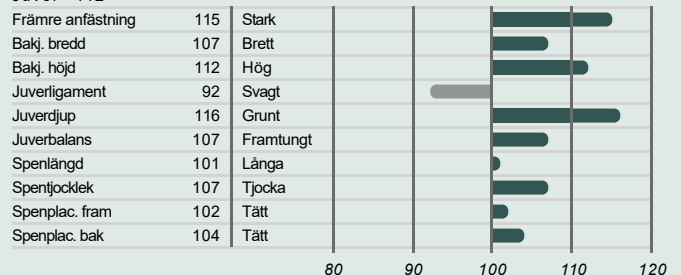 Främre anfästning 115 Stark
Bakj. bredd 107 Brett
Bakj. höjd 112 Hög
Juverligament 92 Svagt
Juverdjup 116 Grunt
Juverbalans 107 Framtungt
Spenlängd 101 Långa
Spentjocklek 107 Tjocka
Spenplac. fram 102 Tätt
Spenplac. bak 104 Tätt
80 90 100 110 120